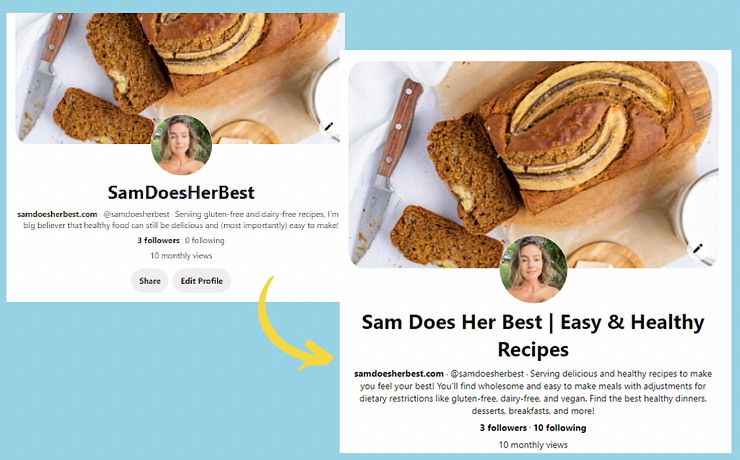 SamDoesHerBest
samdoesherbest.com · @samdoesherbest · Serving gluten-free and dairy-free recipes, I'm
big believer that healthy food can still be delicious and (most importantly) easy to make!
3 followers · 0 following
10 monthly views
Share Edit Profile
Sam Does Her Best | Easy & Healthy
Recipes
samdoesherbest.com · @samdoesherbest · Serving delicious and healthy recipes to make
you feel your best! You'll find wholesome and easy to make meals with adjustments for
dietary restrictions like gluten-free, dairy-free, and vegan. Find the best healthy dinners,
desserts, breakfasts, and more!
3 followers · 10 following
10 monthly views